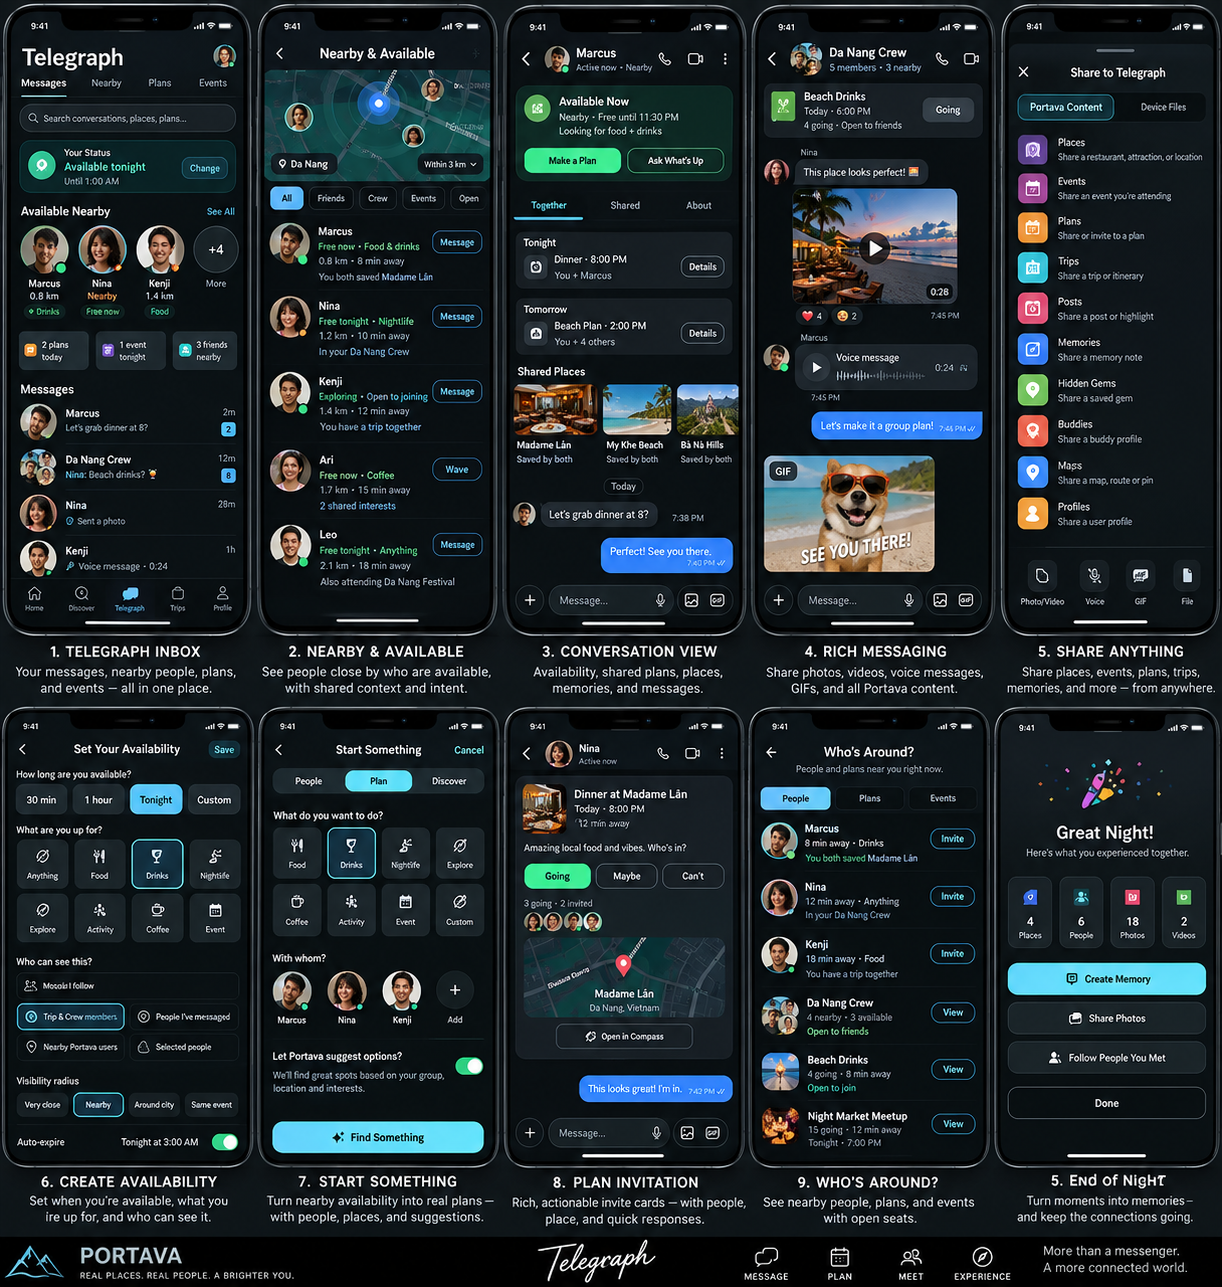 9:41
Telegraph
Messages
Nearby
Plans
Events
Search conversations, places, plans...
Your Status
Available tonight
Until 1:00 AM
Change
Available Nearby
See All
Marcus
0.8 km
Drinks
Nina
Nearby
Free now
Kenji
1.4 km
Food
+4
More
2 plans
today
1 event
tonight
3 friends
nearby
Messages
Marcus
2m
Let's grab dinner at 8?
2
Da Nang Crew
12m
Nina: Beach drinks? 🍹
8
Nina
28m
Sent a photo
Kenji
1h
Voice message • 0:24
Home
Discover
Telegraph
Trips
Profile
1. TELEGRAPH INBOX
Your messages, nearby people, plans,
and events — all in one place.
9:41
Nearby & Available
Da Nang
Within 3 km
All
Friends
Crew
Events
Open
Marcus
Free now • Food & drinks
0.8 km • 8 min away
You both saved Madame Lân
Message
Nina
Free tonight • Nightlife
1.2 km • 10 min away
In your Da Nang Crew
Message
Kenji
Exploring • Open to joining
1.4 km • 12 min away
You have a trip together
Message
Ari
Free now • Coffee
1.7 km • 15 min away
2 shared interests
Wave
Leo
Free tonight • Anything
2.1 km • 18 min away
Also attending Da Nang Festival
Message
2. NEARBY & AVAILABLE
See people close by who are available,
with shared context and intent.
9:41
Marcus
Active now • Nearby
Available Now
Nearby • Free until 11:30 PM
Looking for food + drinks
Make a Plan
Ask What's Up
Together
Shared
About
Tonight
Dinner • 8:00 PM
You + Marcus
Details
Tomorrow
Beach Plan • 2:00 PM
You + 4 others
Details
Shared Places
Madame Lân
Saved by both
My Khe Beach
Saved by both
Bà Nà Hills
Saved by both
Today
Let's grab dinner at 8?
7:38 PM
Perfect! See you there.
7:40 PM
Message...
GIF
3. CONVERSATION VIEW
Availability, shared plans, places,
memories, and messages.
9:41
Da Nang Crew
5 members • 3 nearby
Beach Drinks
Today • 6:00 PM
4 going • Open to friends
Going
Nina
This place looks perfect! 🌅
0:28
❤️ 4
😍 2
7:45 PM
Marcus
Voice message
0:24
7:45 PM
Let's make it a group plan!
7:46 PM
GIF
SEE YOU THERE!
Message...
GIF
4. RICH MESSAGING
Share photos, videos, voice messages,
GIFs, and all Portava content.
9:41
Share to Telegraph
Portava Content
Device Files
Places
Share a restaurant, attraction, or location
Events
Share an event you're attending
Plans
Share or invite to a plan
Trips
Share a trip or itinerary
Posts
Share a post or highlight
Memories
Share a memory note
Hidden Gems
Share a saved gem
Buddies
Share a buddy profile
Maps
Share a map, route or pin
Profiles
Share a user profile
Photo/Video
Voice
GIF
File
5. SHARE ANYTHING
Share places, events, plans, trips,
memories, and more — from anywhere.
9:41
Set Your Availability
Save
How long are you available?
30 min
1 hour
Tonight
Custom
What are you up for?
Anything
Food
Drinks
Nightlife
Explore
Activity
Coffee
Event
Who can see this?
I follow
Trip & Crew members
People I've messaged
Nearby Portava users
Selected people
Visibility radius
Very close
Nearby
Around city
Same event
Auto-expire
Tonight at 3:00 AM
6. CREATE AVAILABILITY
Set when you're available, what you
ire up for, and who can see it.
9:41
Start Something
Cancel
People
Plan
Discover
What do you want to do?
Food
Drinks
Nightlife
Explore
Coffee
Activity
Event
Custom
With whom?
Marcus
Nina
Kenji
Add
Let Portava suggest options?
We'll find great spots based on your group,
location and interests.
Find Something
7. START SOMETHING
Turn nearby availability into real plans —
with people, places, and suggestions.
9:41
Nina
Active now
Dinner at Madame Lân
Today • 8:00 PM
12 min away
Amazing local food and vibes. Who's in?
Going
Maybe
Can't
3 going • 2 invited
Madame Lân
Da Nang, Vietnam
Open in Compass
This looks great! I'm in.
7:42 PM
Message...
GIF
8. PLAN INVITATION
Rich, actionable invite cards — with people,
place, and quick responses.
9:41
Who's Around?
People and plans near you right now.
People
Plans
Events
Marcus
8 min away • Drinks
You both saved Madame Lân
Invite
Nina
12 min away • Anything
In your Da Nang Crew
Invite
Kenji
18 min away • Food
You have a trip together
Invite
Da Nang Crew
4 nearby • 3 available
Open to friends
View
Beach Drinks
4 going • 8 min away
Open to join
View
Night Market Meetup
15 going • 12 min away
Tonight • 7:00 PM
View
9. WHO'S AROUND?
See nearby people, plans, and events
with open seats.
9:41
Great Night!
Here's what you experienced together.
4
Places
6
People
18
Photos
2
Videos
Create Memory
Share Photos
Follow People You Met
Done
5. End of Night
Turn moments into memories–
and keep the connections going.
PORTAVA
REAL PLACES. REAL PEOPLE. A BRIGHTER YOU.
Telegraph
MESSAGE
PLAN
MEET
EXPERIENCE
More than a messenger.
A more connected world.